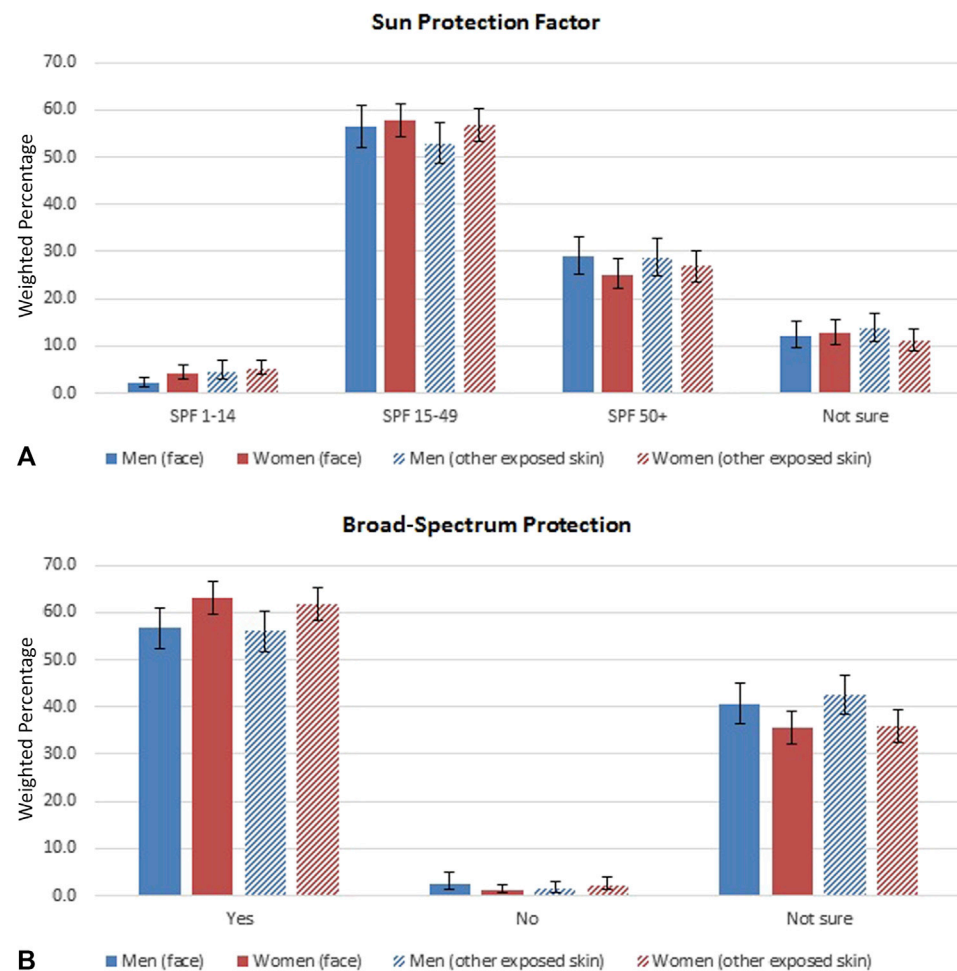 Sun Protection Factor
Weighted Percentage
70.0
60.0
50.0
40.0
30.0
20.0
10.0
0.0
SPF 1-14 SPF 15-49 SPF 50+ Not sure
A Men (face) Women (face) Men (other exposed skin) Women (other exposed skin)
Broad-Spectrum Protection
Weighted Percentage
70.0
60.0
50.0
40.0
30.0
20.0
10.0
0.0
Yes No Not sure
B Men (face) Women (face) Men (other exposed skin) Women (other exposed skin)